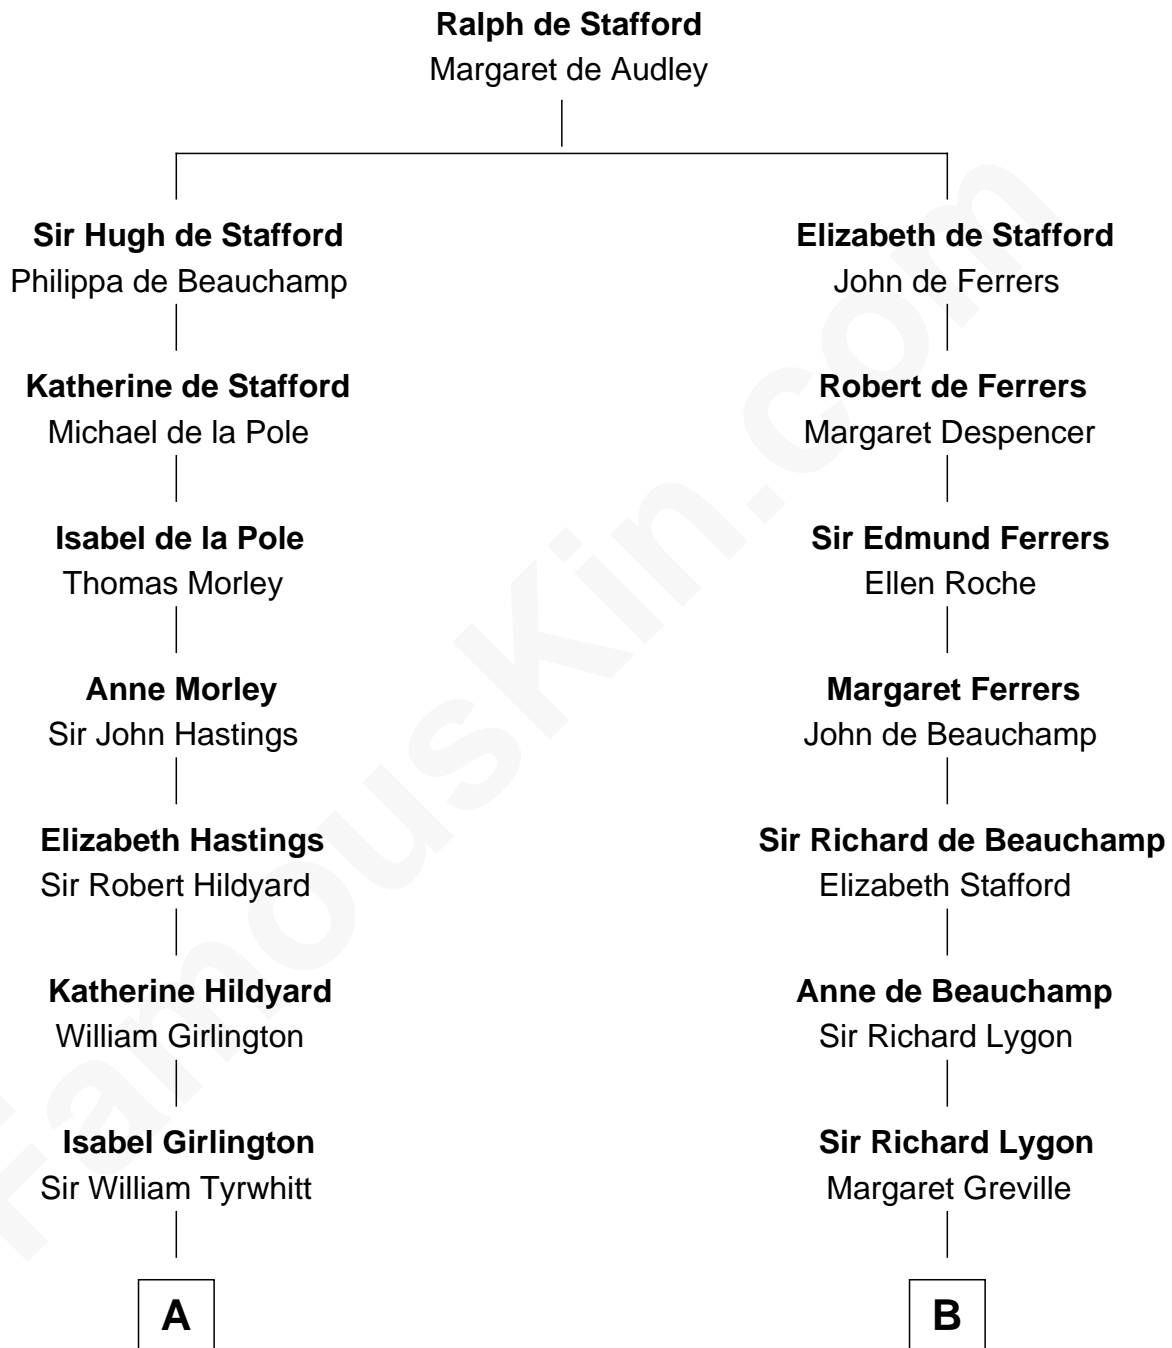 Ralph de Stafford
Margaret de Audley
Sir Hugh de Stafford
Philippa de Beauchamp
Katherine de Stafford
Michael de la Pole
Isabel de la Pole
Thomas Morley
Anne Morley
Sir John Hastings
Elizabeth Hastings
Sir Robert Hildyard
Katherine Hildyard
William Girlington
Isabel Girlington
Sir William Tyrwhitt
A
Elizabeth de Stafford
John de Ferrers
Robert de Ferrers
Margaret Despencer
Sir Edmund Ferrers
Ellen Roche
Margaret Ferrers
John de Beauchamp
Sir Richard de Beauchamp
Elizabeth Stafford
Anne de Beauchamp
Sir Richard Lygon
Sir Richard Lygon
Margaret Greville
B
FamousKin.com